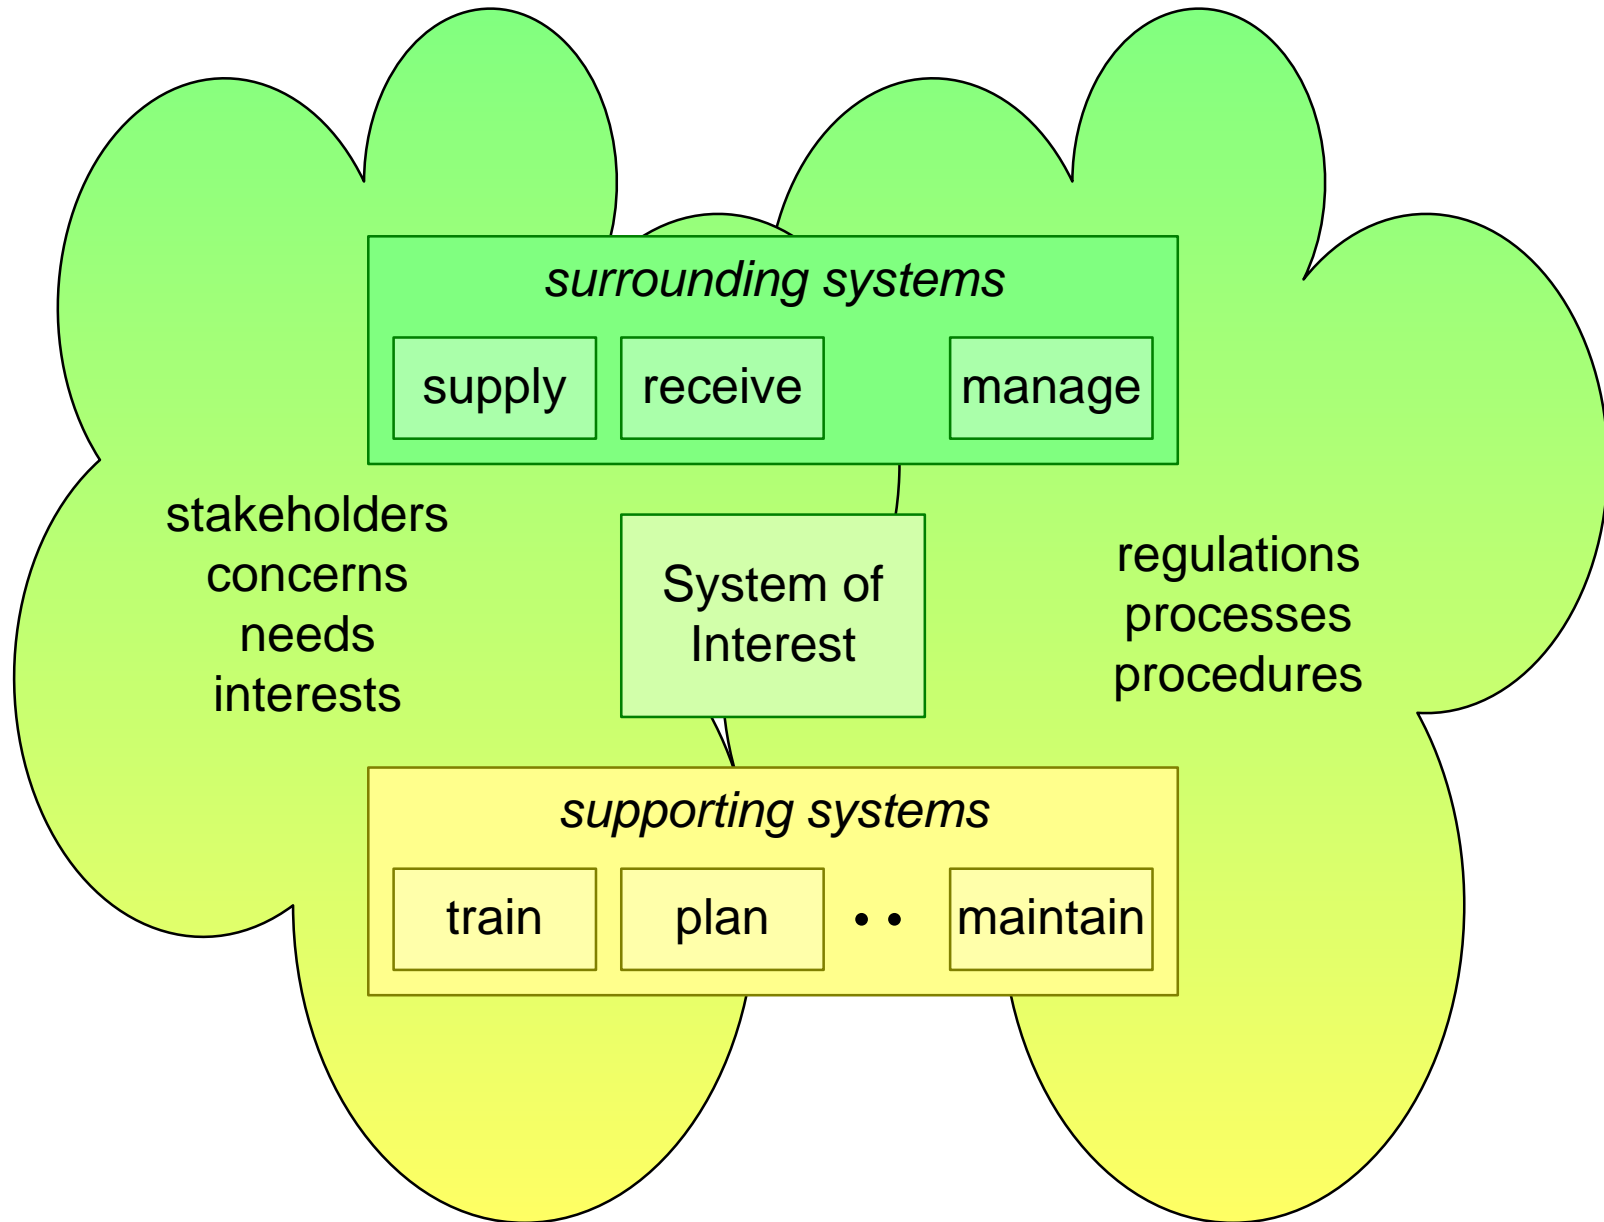 surrounding systems
supply receive manage
stakeholders
concerns
needs
interests
System of
Interest
regulations
processes
procedures
supporting systems
train plan • • maintain